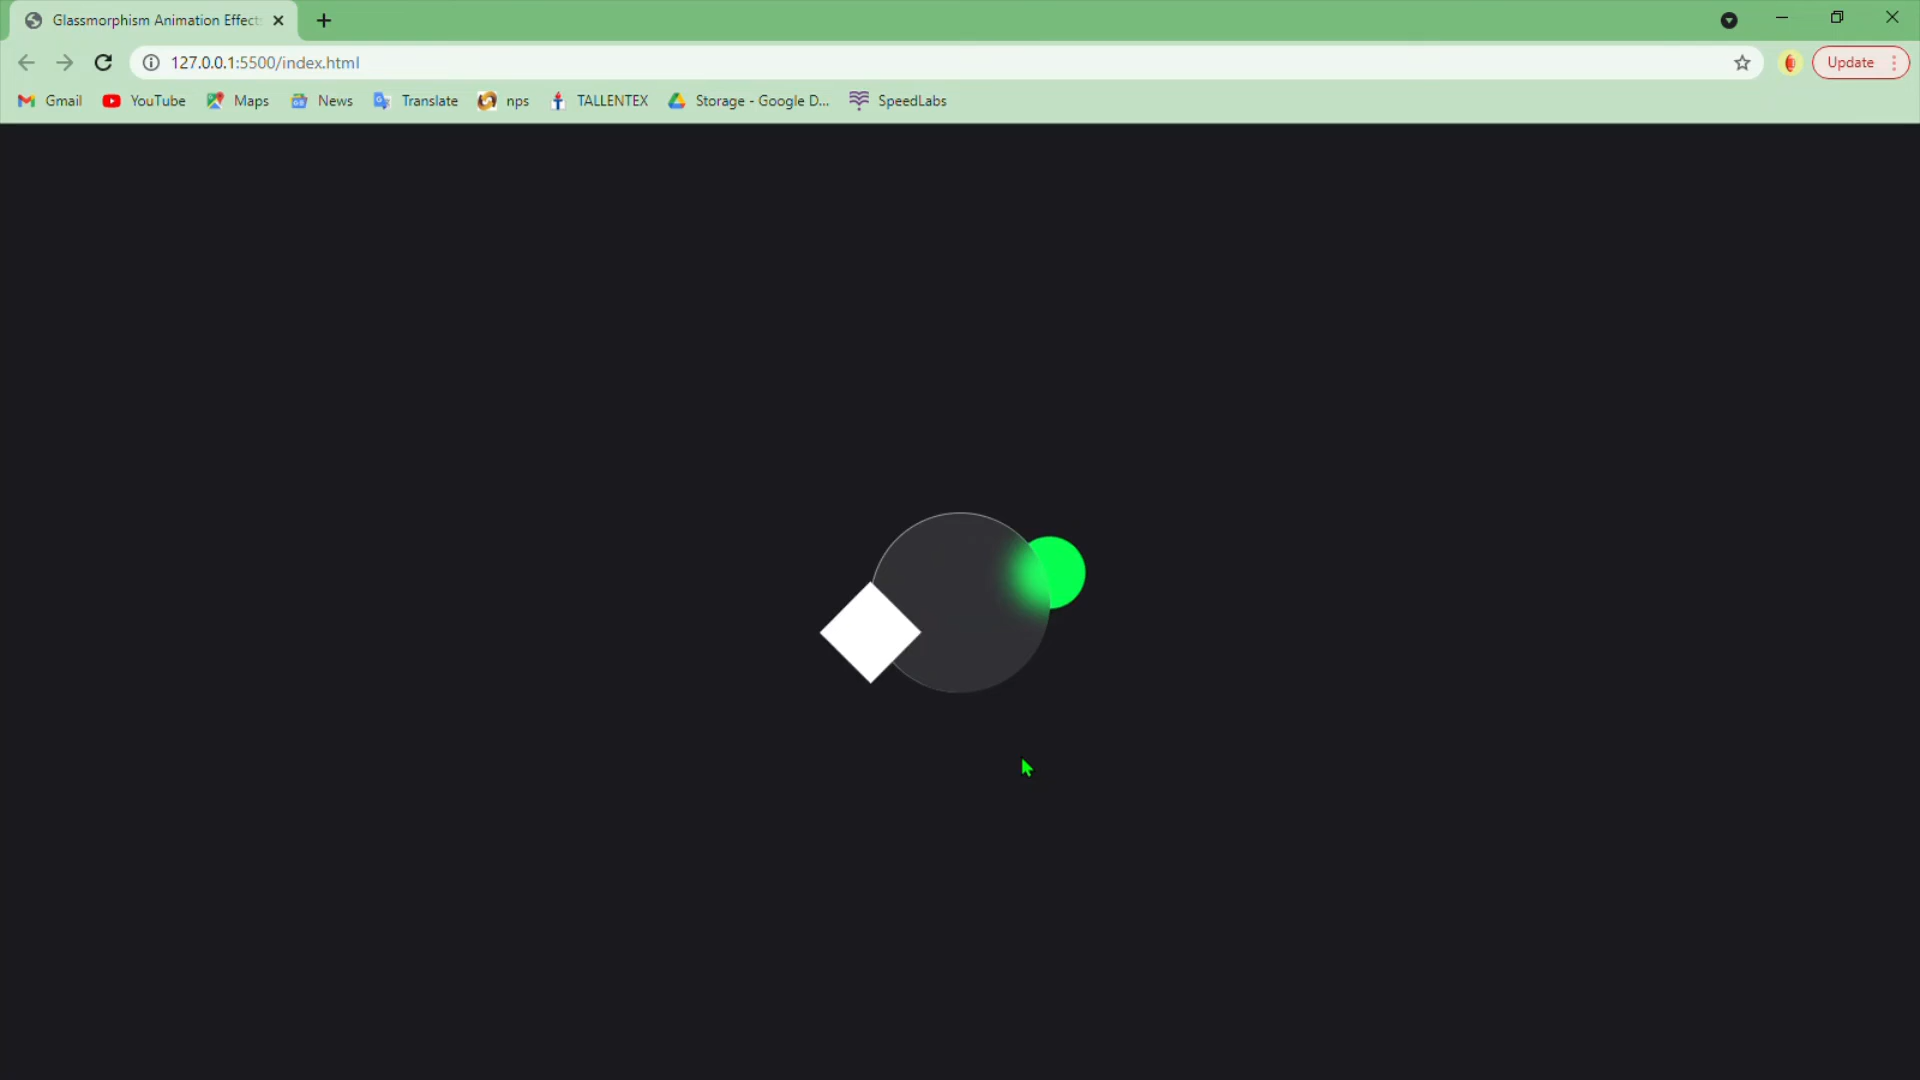 Glassmorphism Animation Effect
127.0.0.1:5500/index.html
Update
Gmail YouTube Maps News Translate nps TALLENTEX Storage - Google D... SpeedLabs